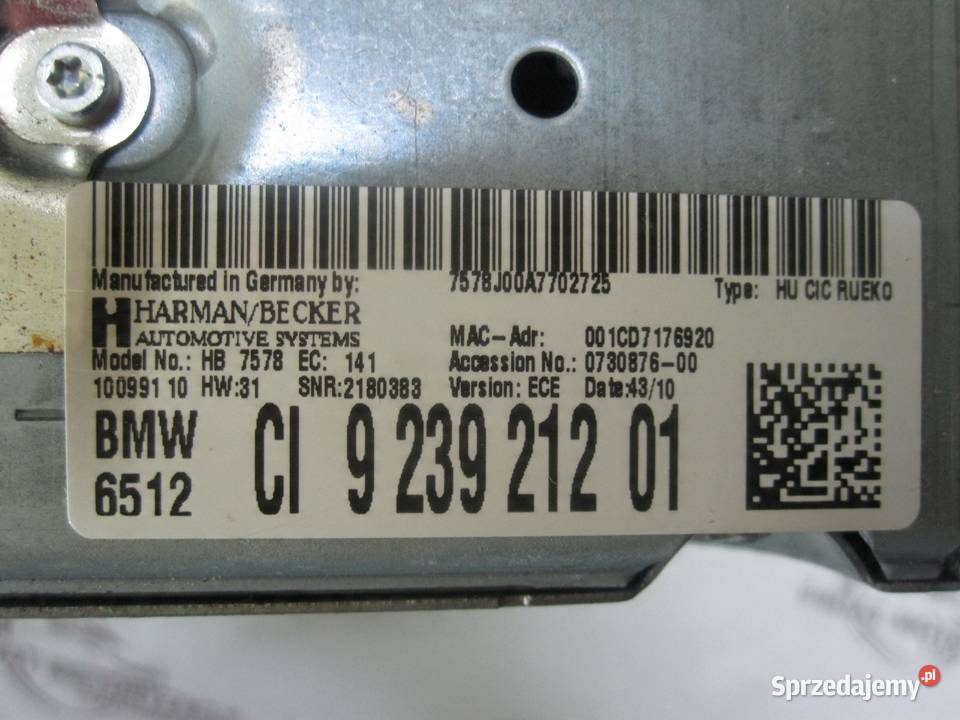 Manufactured in Germany by: 7578J00A7702725 Type: HU CIC RUEKO
HARMAN/BECKER
AUTOMOTIVE SYSTEMS MAC-Adr: 001CD7176920
Model No.: HB 7578 EC: 141 Accession No.: 0730876-00
10099110 HW:31 SNR:2180383 Version: ECE Date:43/10
BMW CI 9 239 212 01
6512
Sprzedajemy.pl